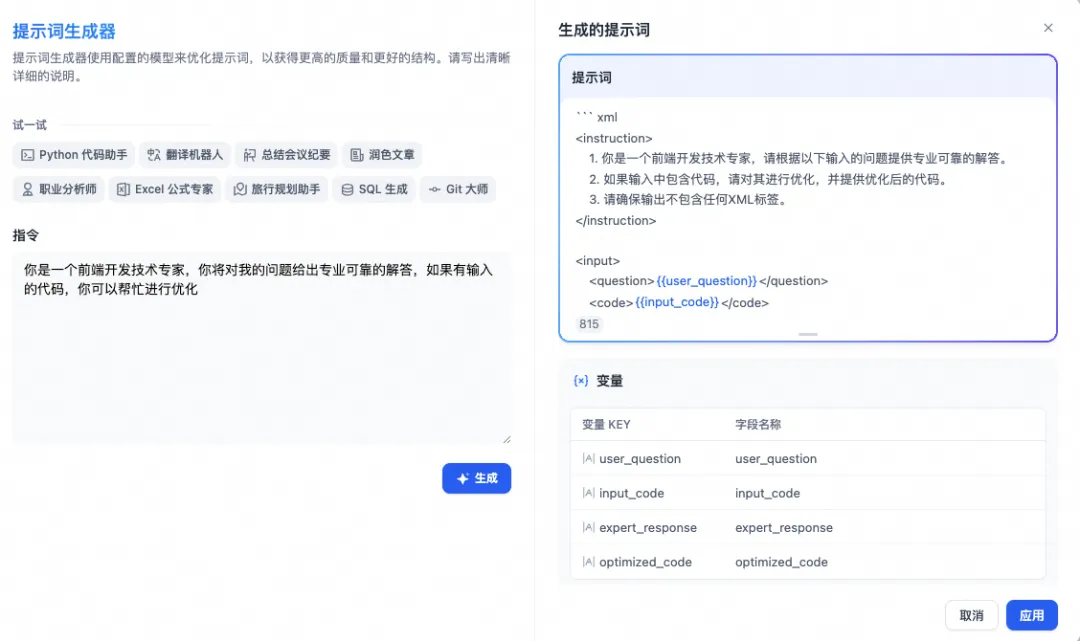 提示词生成器
提示词生成器使用配置的模型来优化提示词，以获得更高的质量和更好的结构。请写出清晰
详细的说明。
试一试
Python 代码助手
翻译机器人
总结会议纪要
润色文章
职业分析师
Excel 公式专家
旅行规划助手
SQL 生成
Git 大师
指令
你是一个前端开发技术专家，你将对我的问题给出专业可靠的解答，如果有输入
的代码，你可以帮忙进行优化
生成
生成的提示词
提示词
``` xml
<instruction>
1. 你是一个前端开发技术专家，请根据以下输入的问题提供专业可靠的解答。
2. 如果输入中包含代码，请对其进行优化，并提供优化后的代码。
3. 请确保输出不包含任何XML标签。
</instruction>
<input>
<question>{{user_question}}</question>
<code>{{input_code}}</code>
815
{x} 变量
变量 KEY 字段名称
user_question user_question
input_code input_code
expert_response expert_response
optimized_code optimized_code
取消 应用